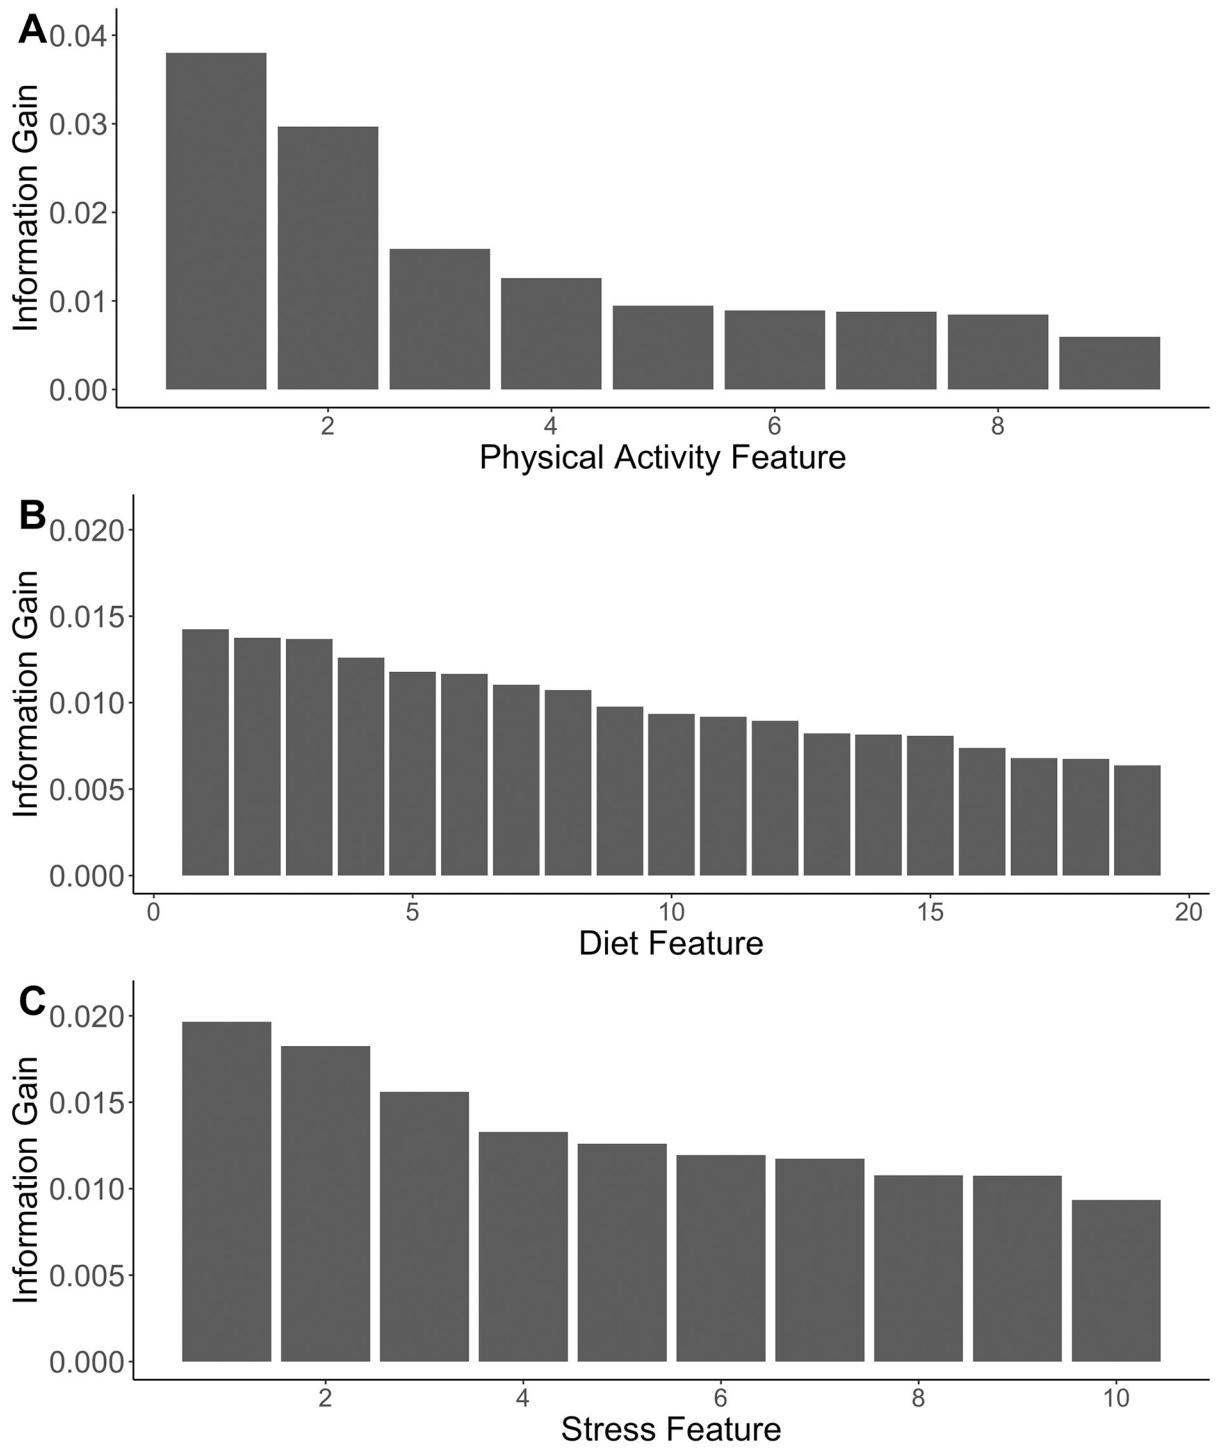 A
0.04
0.03
0.02
0.01
0.00
Information Gain
2 4 6 8
Physical Activity Feature
B
0.020
0.015
0.010
0.005
0.000
Information Gain
0 5 10 15 20
Diet Feature
C
0.020
0.015
0.010
0.005
0.000
Information Gain
2 4 6 8 10
Stress Feature